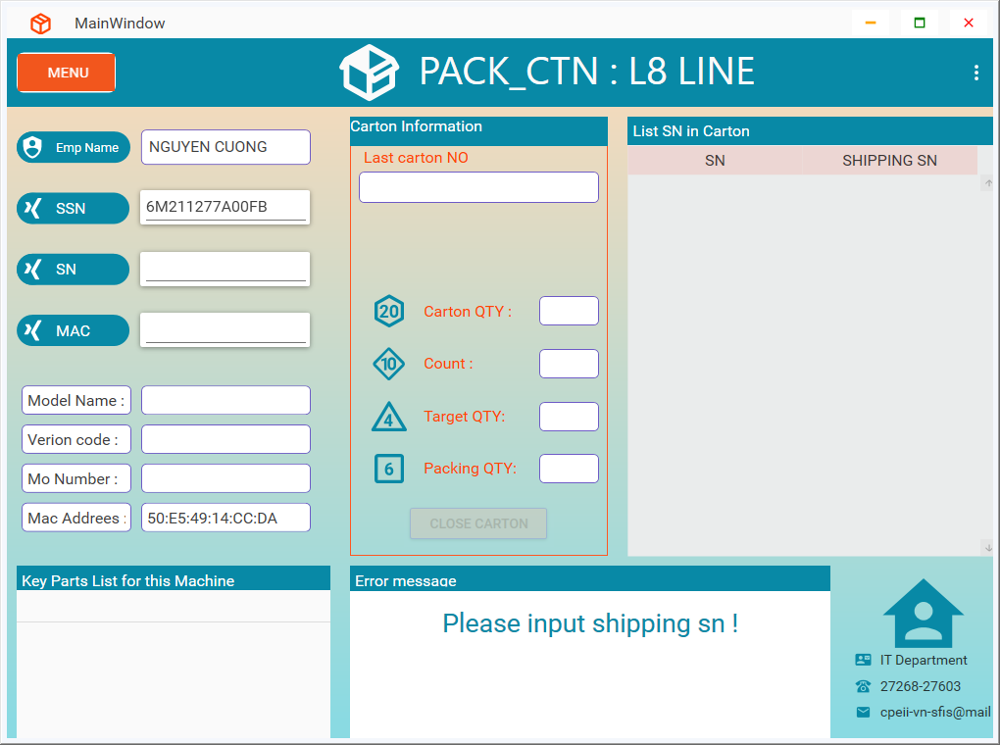 MainWindow
MENU
PACK_CTN : L8 LINE
Emp Name
NGUYEN CUONG
SSN
6M211277A00FB
SN
MAC
Model Name :
Verion code :
Mo Number :
Mac Addrees :
50:E5:49:14:CC:DA
Carton Information
Last carton NO
20
Carton QTY :
10
Count :
4
Target QTY:
6
Packing QTY:
CLOSE CARTON
List SN in Carton
SN SHIPPING SN
Key Parts List for this Machine
Error message
Please input shipping sn !
IT Department
27268-27603
cpeii-vn-sfis@mail